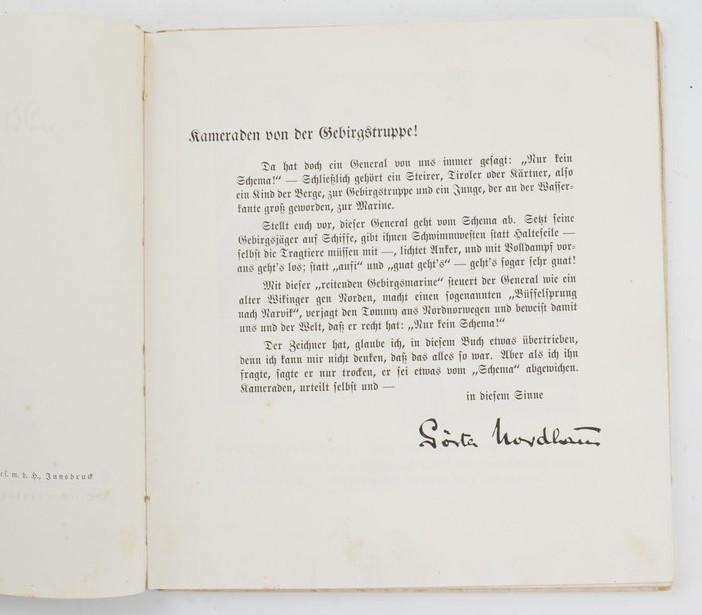 Kameraden von der Gebirgstruppe!
Da hat doch ein General von uns immer gesagt: „Nur kein
Schema!“ — Schließlich gehört ein Steirer, Tiroler oder Kärtner, also
ein Kind der Berge, zur Gebirgstruppe und ein Junge, der an der Wasser-
kante groß geworden, zur Marine.
Stellt euch vor, dieser General geht vom Schema ab. Setzt seine
Gebirgsjäger auf Schiffe, gibt ihnen Schwimmwesten statt Halteseile —
selbst die Tragtiere müssen mit —, lichtet Anker, und mit Volldampf vor-
aus geht's los; statt „aufi“ und „guat geht's“ — geht's sogar sehr guat!
Mit dieser „reitenden Gebirgsmarine“ steuert der General wie ein
alter Wikinger gen Norden, macht einen sogenannten „Büffelsprung
nach Narvik“, verjagt den Tommy aus Nordnorwegen und beweist damit
uns und der Welt, daß er recht hat: „Nur kein Schema!“
Der Zeichner hat, glaube ich, in diesem Buch etwas übertrieben,
denn ich kann mir nicht denken, daß das alles so war. Aber als ich ihn
fragte, sagte er nur trocken, er sei etwas vom „Schema“ abgewichen.
Kameraden, urteilt selbst und —
in diesem Sinne
Gösta Nordhaus
m. b. H., Innsbruck